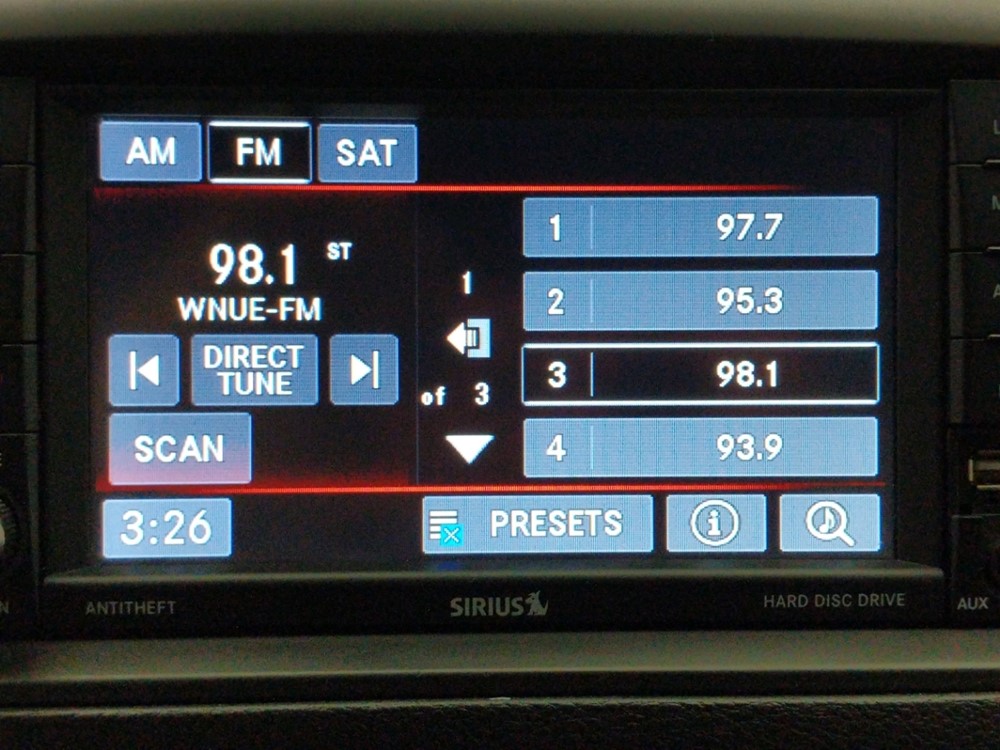 AM FM SAT
98.1 ST
WNUE-FM
DIRECT
TUNE
SCAN
1
of 3
1 97.7
2 95.3
3 98.1
4 93.9
3:26 PRESETS i
ANTITHEFT SIRIUS HARD DISC DRIVE
AUX